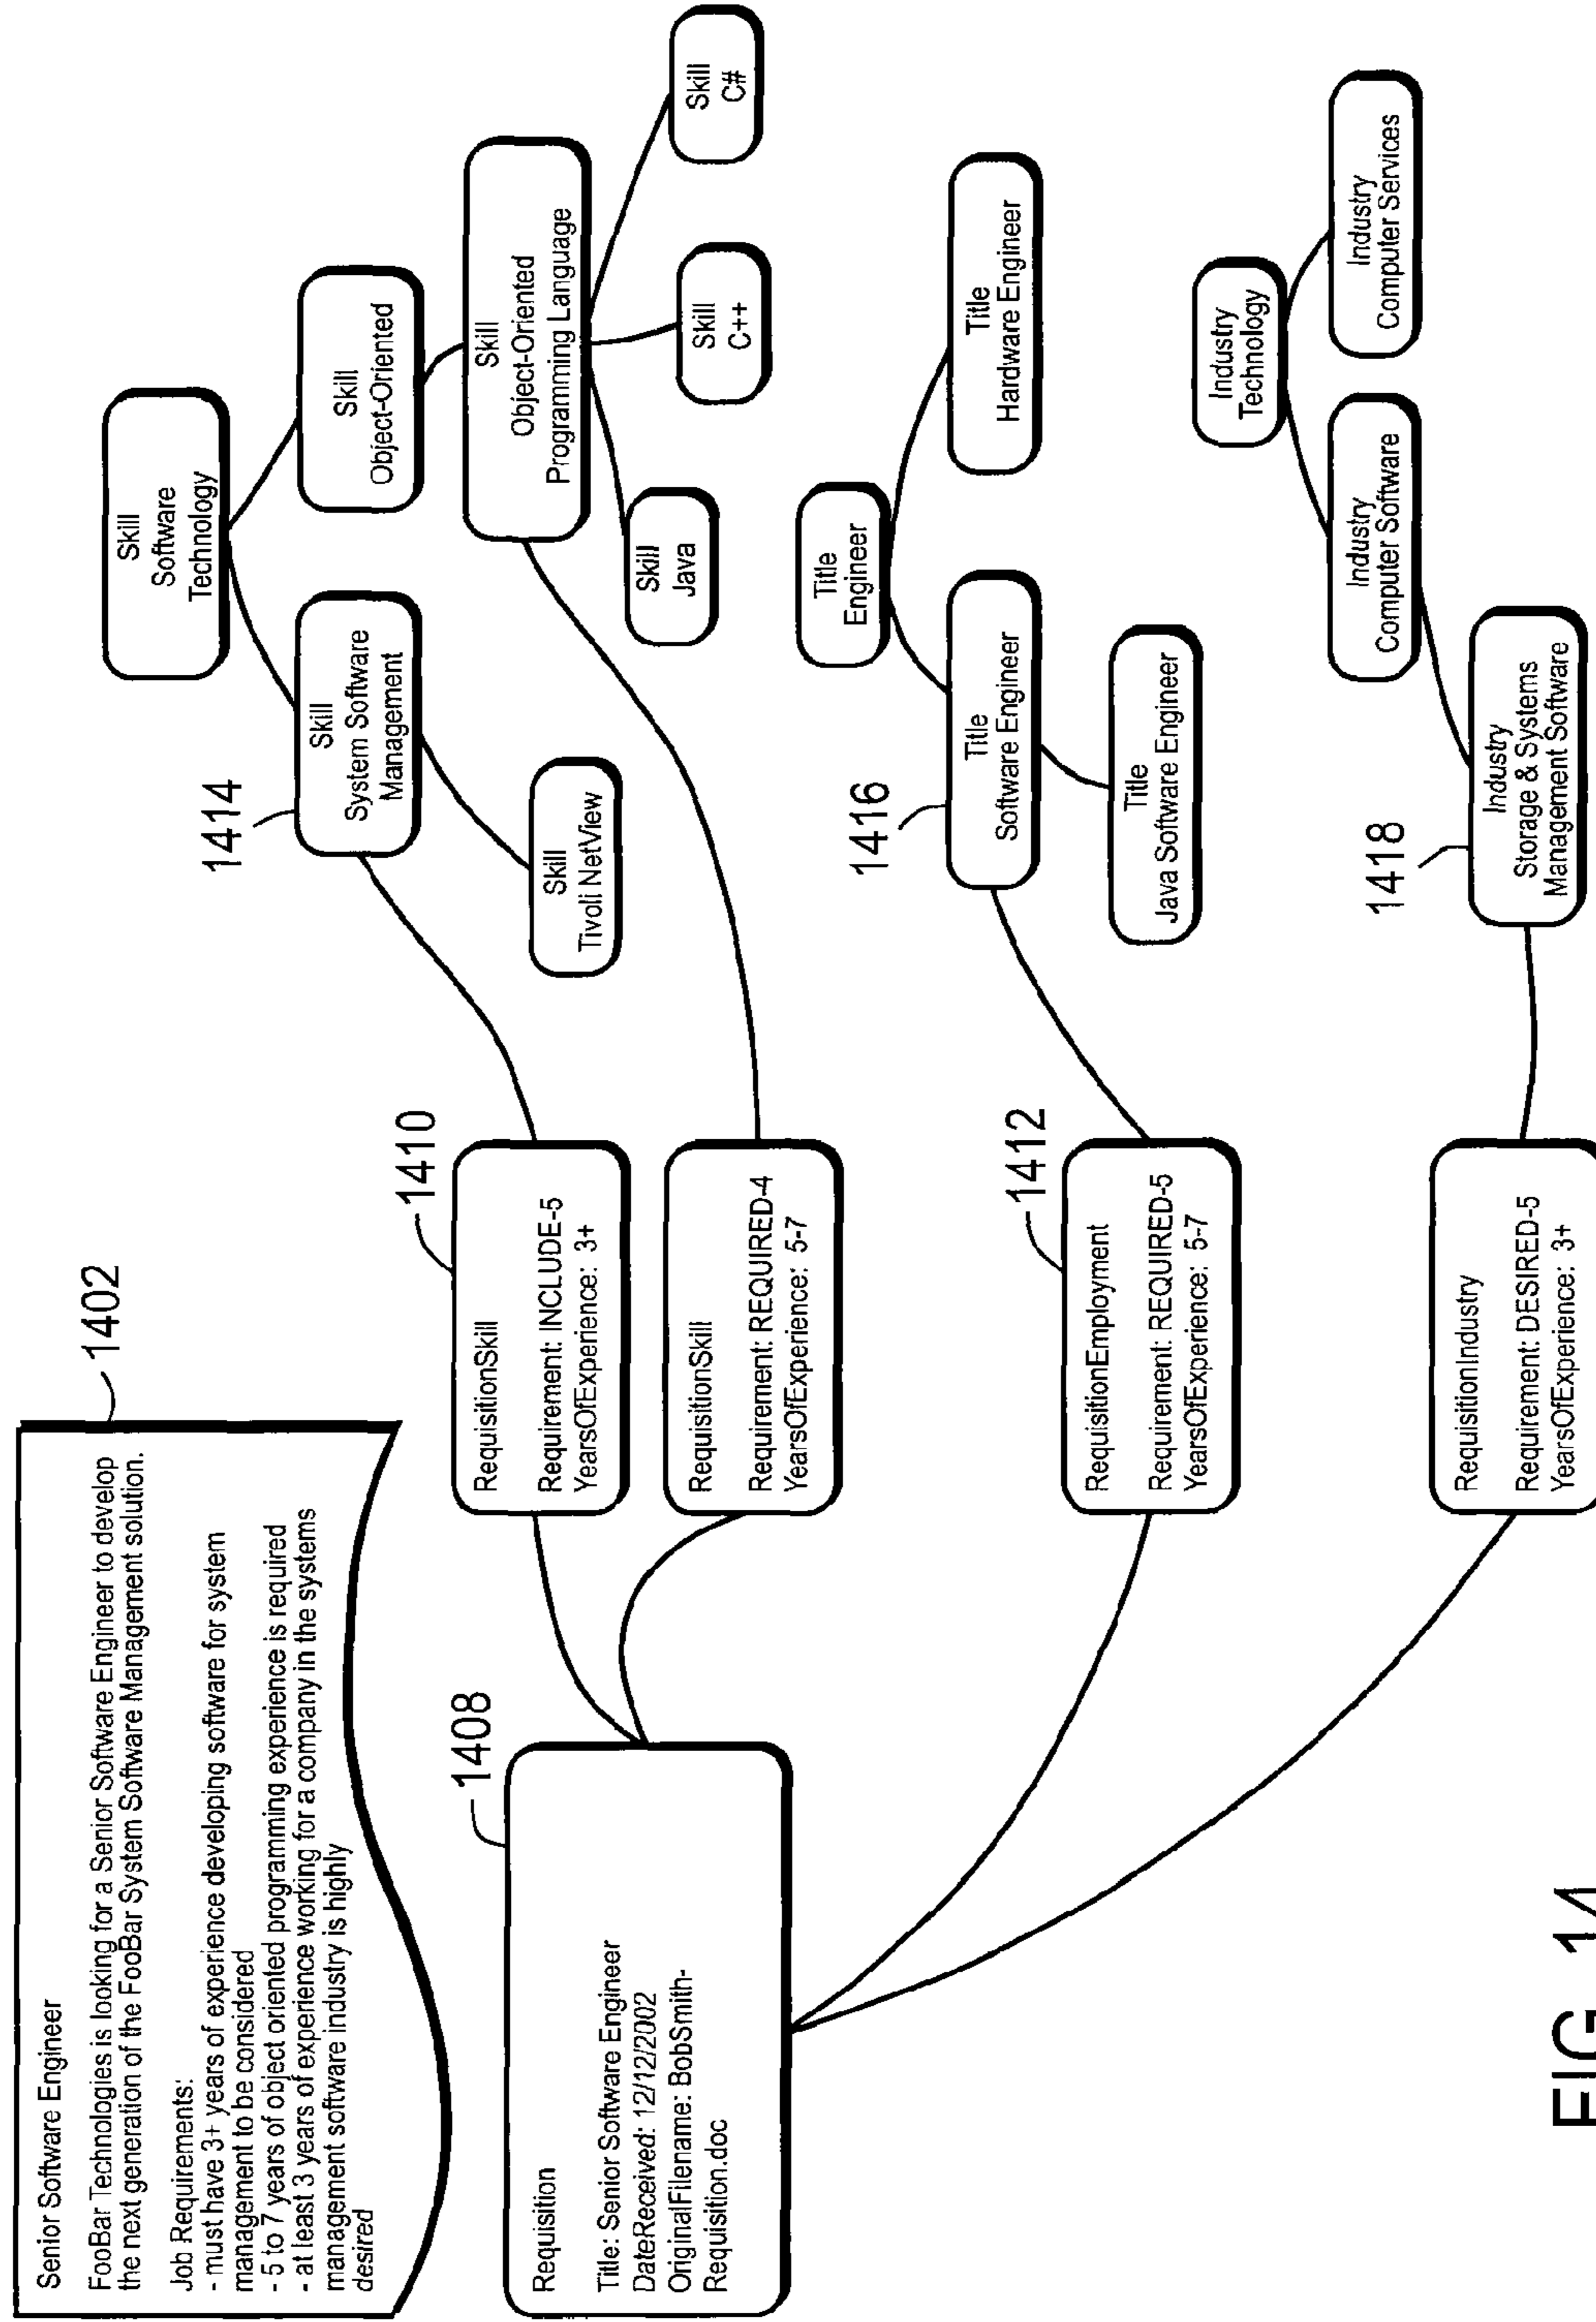 Senior Software Engineer
FooBar Technologies is looking for a Senior Software Engineer to develop
the next generation of the FooBar System Software Management solution.
Job Requirements:
- must have 3+ years of experience developing software for system
management to be considered
- 5 to 7 years of object oriented programming experience is required
- at least 3 years of experience working for a company in the systems
management software industry is highly
desired
1402
1408
Requisition
Title: Senior Software Engineer
DateReceived: 12/12/2002
OriginalFilename: BobSmith-
Requisition.doc
1410
RequisitionSkill
Requirement: INCLUDE-5
YearsOfExperience: 3+
RequisitionSkill
Requirement: REQUIRED-4
YearsOfExperience: 5-7
1412
RequisitionEmployment
Requirement: REQUIRED-5
YearsOfExperience: 5-7
RequisitionIndustry
Requirement: DESIRED-5
YearsOfExperience: 3+
Skill
Software
Technology
1414
Skill
System Software
Management
Skill
Object-Oriented
Skill
Tivoli NetView
Skill
Object-Oriented
Programming Language
Skill
Java
Skill
C++
Skill
C#
Title
Engineer
1416
Title
Software Engineer
Title
Hardware Engineer
Title
Java Software Engineer
Industry
Technology
Industry
Computer Software
Industry
Computer Services
1418
Industry
Storage & Systems
Management Software
FIG. 14